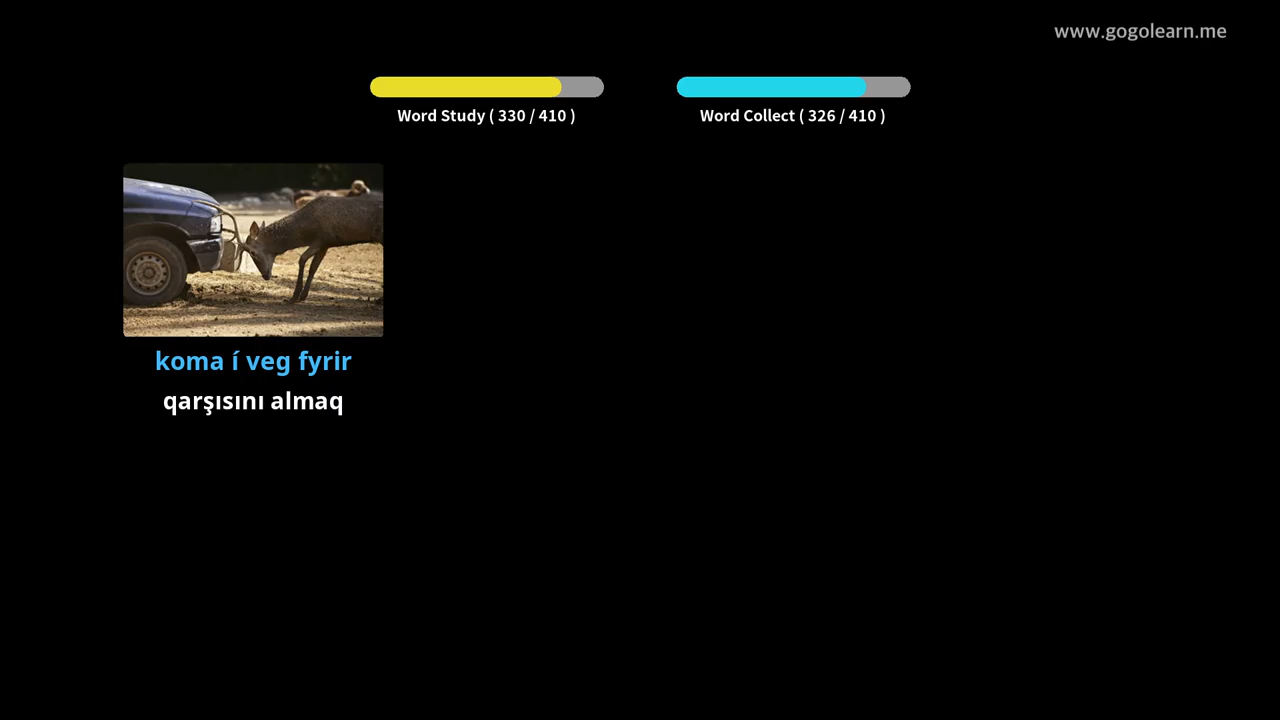 www.gogolearn.me
Word Study ( 330 / 410 )
Word Collect ( 326 / 410 )
koma í veg fyrir
qarşısını almaq